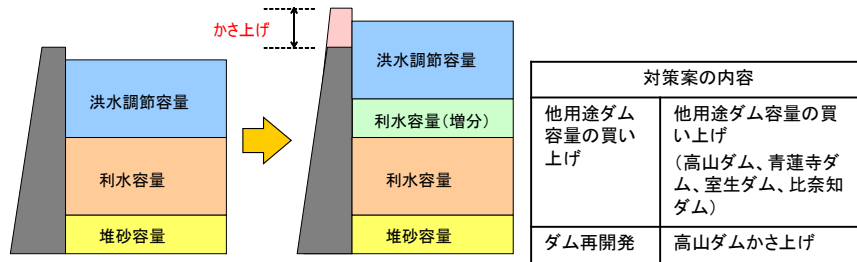 洪水調節容量
利水容量
堆砂容量
かさ上げ
洪水調節容量
利水容量(増分)
利水容量
堆砂容量
対策案の内容
他用途ダム
容量の買い
上げ
他用途ダム容量の買
い上げ
(高山ダム、青蓮寺ダ
ム、室生ダム、比奈知
ダム)
ダム再開発
高山ダムかさ上げ